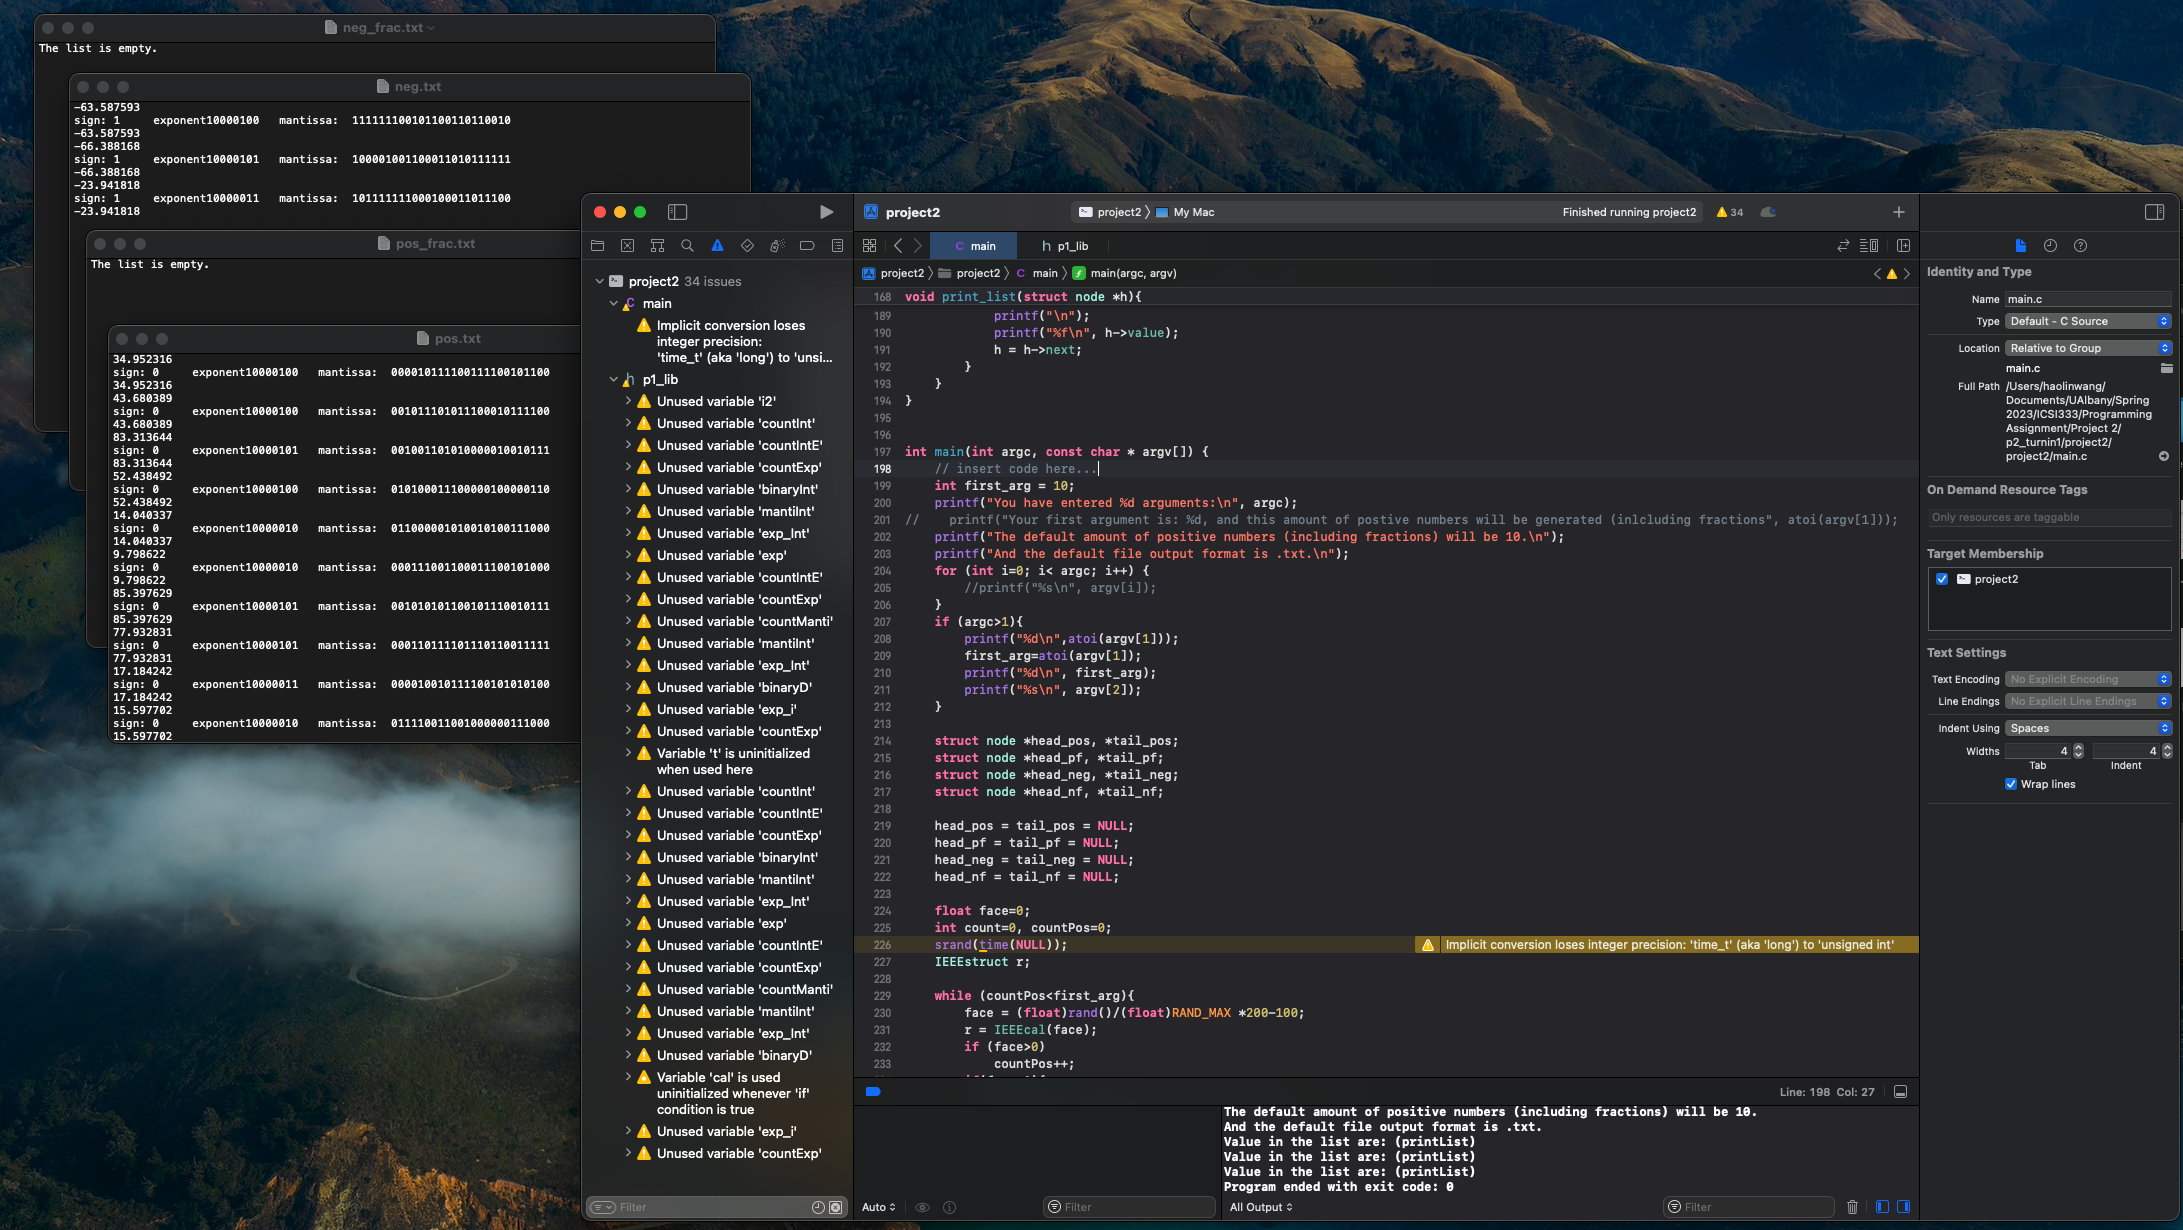 neg_frac.txt
The list is empty.
neg.txt
-63.587593
sign: 1 exponent10000100 mantissa: 11111110010110011011001​0
-63.587593
-66.388168
sign: 1 exponent10000101 mantissa: 10000100110001101011111
-66.388168
-23.941818
sign: 1 exponent10000011 mantissa: 10111111100010001101110​0
-23.941818
pos_frac.txt
The list is empty.
pos.txt
34.952316
sign: 0 exponent10000100 mantissa: 00001011110011110010110​0
34.952316
43.680389
sign: 0 exponent10000100 mantissa: 00101110101110001011110​0
43.680389
83.313644
sign: 0 exponent10000101 mantissa: 01001101010000010010111
83.313644
52.438492
sign: 0 exponent10000100 mantissa: 10100011100000100000110
52.438492
14.040337
sign: 0 exponent10000010 mantissa: 11000001010010100111000
14.040337
9.798622
sign: 0 exponent10000010 mantissa: 00111001100011100101000
9.798622
85.397629
sign: 0 exponent10000101 mantissa: 01010101100101110010111
85.397629
77.932831
sign: 0 exponent10000101 mantissa: 00110111101110110011111
77.932831
17.184242
sign: 0 exponent10000011 mantissa: 00010010111100101010100
17.184242
15.597702
sign: 0 exponent10000010 mantissa: 11110011001000000111000
15.597702
project2
project2 〉 My Mac
Finished running project2
34
main
p1_lib
project2 34 issues
main
Implicit conversion loses
integer precision:
'time_t' (aka 'long') to 'unsi...
p1_lib
Unused variable 'i2'
Unused variable 'countInt'
Unused variable 'countIntE'
Unused variable 'countExp'
Unused variable 'binaryInt'
Unused variable 'mantiInt'
Unused variable 'exp_Int'
Unused variable 'exp'
Unused variable 'countIntE'
Unused variable 'countExp'
Unused variable 'countManti'
Unused variable 'mantiInt'
Unused variable 'exp_Int'
Unused variable 'binaryD'
Unused variable 'exp_i'
Unused variable 'countExp'
Variable 't' is uninitialized
when used here
Unused variable 'countInt'
Unused variable 'countIntE'
Unused variable 'countExp'
Unused variable 'binaryInt'
Unused variable 'mantiInt'
Unused variable 'exp_Int'
Unused variable 'exp'
Unused variable 'countIntE'
Unused variable 'countExp'
Unused variable 'countManti'
Unused variable 'mantiInt'
Unused variable 'exp_Int'
Unused variable 'binaryD'
Variable 'cal' is used
uninitialized whenever 'if'
condition is true
Unused variable 'exp_i'
Unused variable 'countExp'
Filter
project2 〉 project2 〉 C main 〉 f main(argc, argv)
168 void print_list(struct node *h){
189 printf("\n");
190 printf("%f\n", h->value);
191 h = h->next;
192 }
193 }
194 }
195
196
197 int main(int argc, const char * argv[]) {
198 // insert code here...
199 int first_arg = 10;
200 printf("You have entered %d arguments:\n", argc);
201 // printf("Your first argument is: %d, and this amount of postive numbers will be generated (inlcluding fractions", atoi(argv[1]));
202 printf("The default amount of positive numbers (including fractions) will be 10.\n");
203 printf("And the default file output format is .txt.\n");
204 for (int i=0; i< argc; i++) {
205 //printf("%s\n", argv[i]);
206 }
207 if (argc>1){
208 printf("%d\n",atoi(argv[1]));
209 first_arg=atoi(argv[1]);
210 printf("%d\n", first_arg);
211 printf("%s\n", argv[2]);
212 }
213
214 struct node *head_pos, *tail_pos;
215 struct node *head_pf, *tail_pf;
216 struct node *head_neg, *tail_neg;
217 struct node *head_nf, *tail_nf;
218
219 head_pos = tail_pos = NULL;
220 head_pf = tail_pf = NULL;
221 head_neg = tail_neg = NULL;
222 head_nf = tail_nf = NULL;
223
224 float face=0;
225 int count=0, countPos=0;
226 srand(time(NULL)); Implicit conversion loses integer precision: 'time_t' (aka 'long') to 'unsigned int'
227 IEEEstruct r;
228
229 while (countPos<first_arg){
230 face = (float)rand()/(float)RAND_MAX *200-100;
231 r = IEEEcal(face);
232 if (face>0)
233 countPos++;
Line: 198 Col: 27
The default amount of positive numbers (including fractions) will be 10.
And the default file output format is .txt.
Value in the list are: (printList)
Value in the list are: (printList)
Value in the list are: (printList)
Program ended with exit code: 0
Auto
Filter
All Output
Filter
Identity and Type
Name main.c
Type Default - C Source
Location Relative to Group
main.c
Full Path /Users/haolinwang/
Documents/UAlbany/Spring
2023/ICSI333/Programming
Assignment/Project 2/
p2_turnin1/project2/
project2/main.c
On Demand Resource Tags
Only resources are taggable
Target Membership
project2
Text Settings
Text Encoding No Explicit Encoding
Line Endings No Explicit Line Endings
Indent Using Spaces
Widths 4 4
Tab Indent
Wrap lines